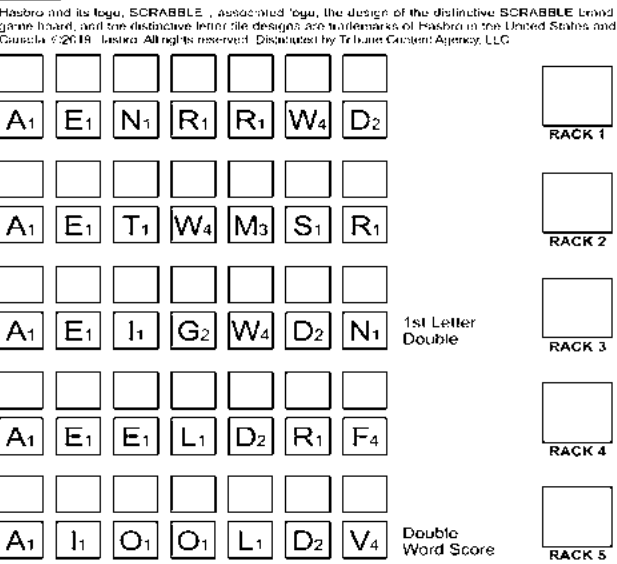 Hasbro and its logo, SCRABBLE , associated logo, the design of the distinctive SCRABBLE brand
game board, and the distinctive letter tile designs are trademarks of Hasbro in the United States and
Canada. ©2019 Hasbro. All rights reserved. Distributed by Tribune Content Agency, LLC
A1 E1 N1 R1 R1 W4 D2
RACK 1
A1 E1 T1 W4 M3 S1 R1
RACK 2
A1 E1 I1 G2 W4 D2 N1
1st Letter
Double
RACK 3
A1 E1 E1 L1 D2 R1 F4
RACK 4
A1 I1 O1 O1 L1 D2 V4
Double
Word Score
RACK 5